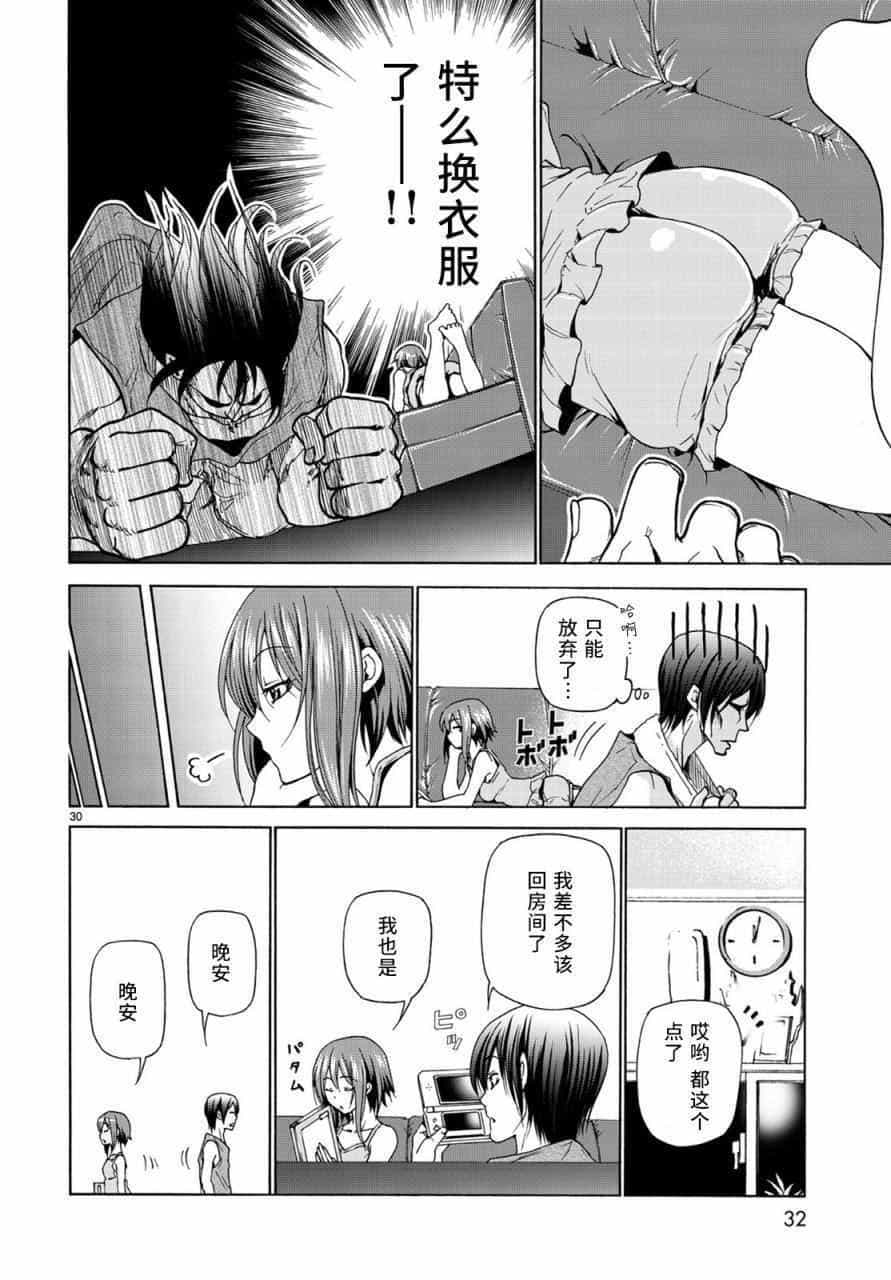 特么换衣服
了——!!
只能
放弃了…
哈啊…
トボ
トボ
30
哎哟 都这个
点了
我差不多该
回房间了
ピッ
我也是
パタム
晚安
晚安
32